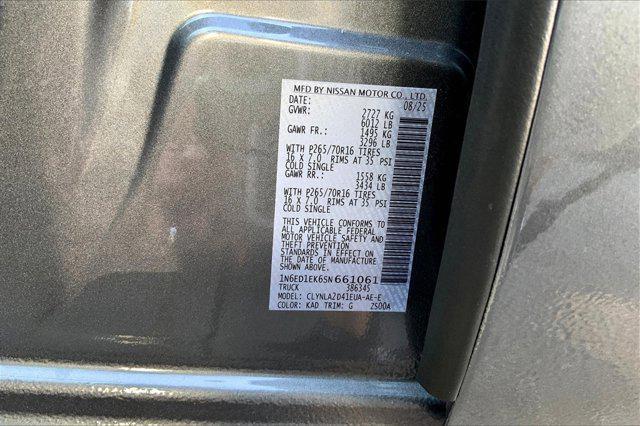 MFD BY NISSAN MOTOR CO., LTD.
DATE: 08/25
GVWR: 2727 KG
6012 LB
GAWR FR.: 1495 KG
3296 LB
WITH P265/70R16 TIRES
16 X 7.0 RIMS AT 35 PSI
COLD SINGLE
GAWR RR.: 1558 KG
3434 LB
WITH P265/70R16 TIRES
16 X 7.0 RIMS AT 35 PSI
COLD SINGLE
THIS VEHICLE CONFORMS TO
ALL APPLICABLE FEDERAL
MOTOR VEHICLE SAFETY AND
THEFT PREVENTION
STANDARDS IN EFFECT ON
THE DATE OF MANUFACTURE
SHOWN ABOVE.
1N6ED1EK6SN661061
TRUCK 386345
MODEL: CLYNLA2D41EUA-AE-E
COLOR: KAD TRIM: G ZS00A